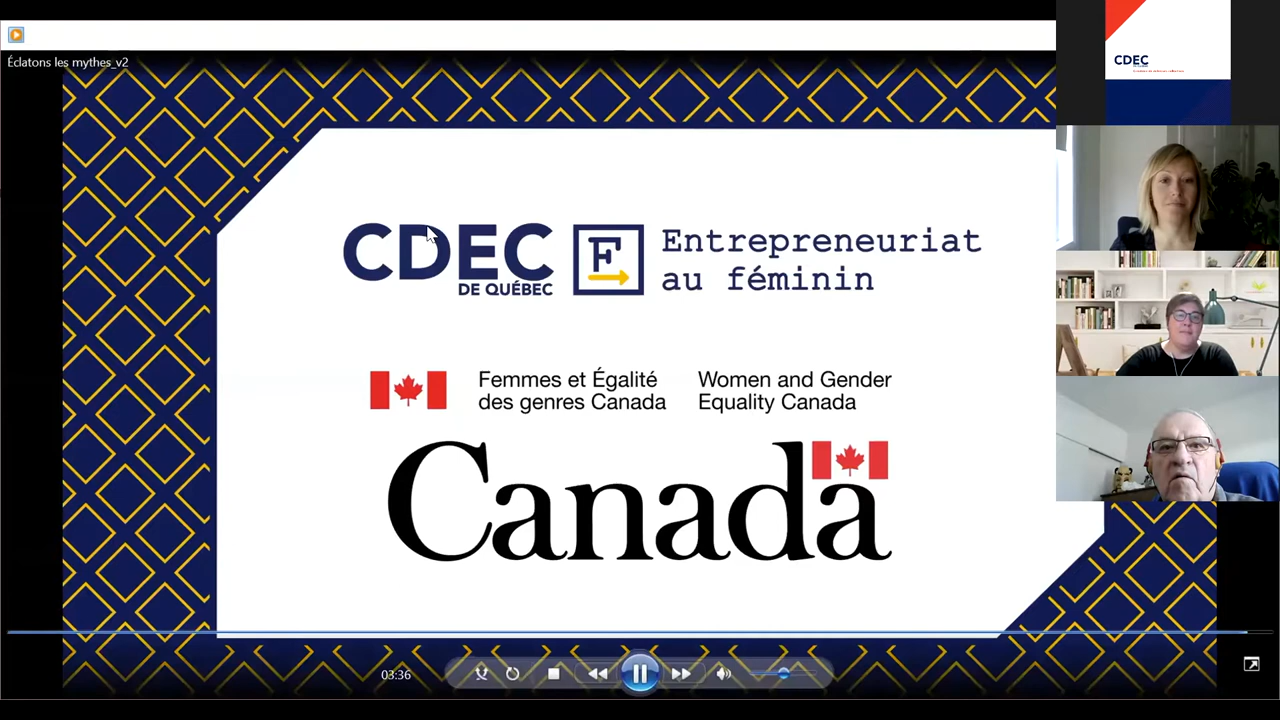 Éclatons les mythes_v2
CDEC
CDEC
DE QUÉBEC
F
Entrepreneuriat
au féminin
Femmes et Égalité
des genres Canada
Women and Gender
Equality Canada
Canada
03:36